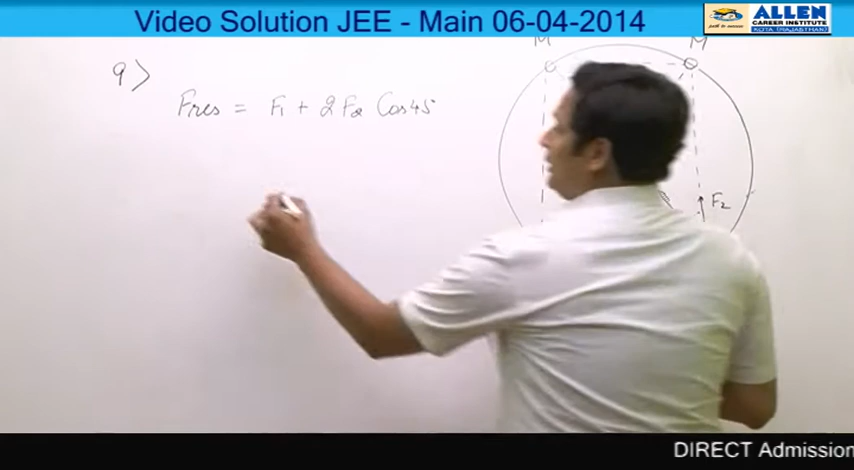 Video Solution JEE - Main 06-04-2014
ALLEN
CAREER INSTITUTE
KOTA (RAJASTHAN)
M
M
9>
Fres = F1 + 2F2 Cos45
F2
DIRECT Admission